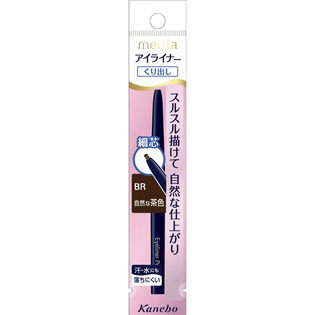 media
アイライナー
くり出し
スルスル描けて 自然な仕上がり
細芯
BR
自然な茶色
Eyeliner
汗・水にも
落ちにくい
Kanebo